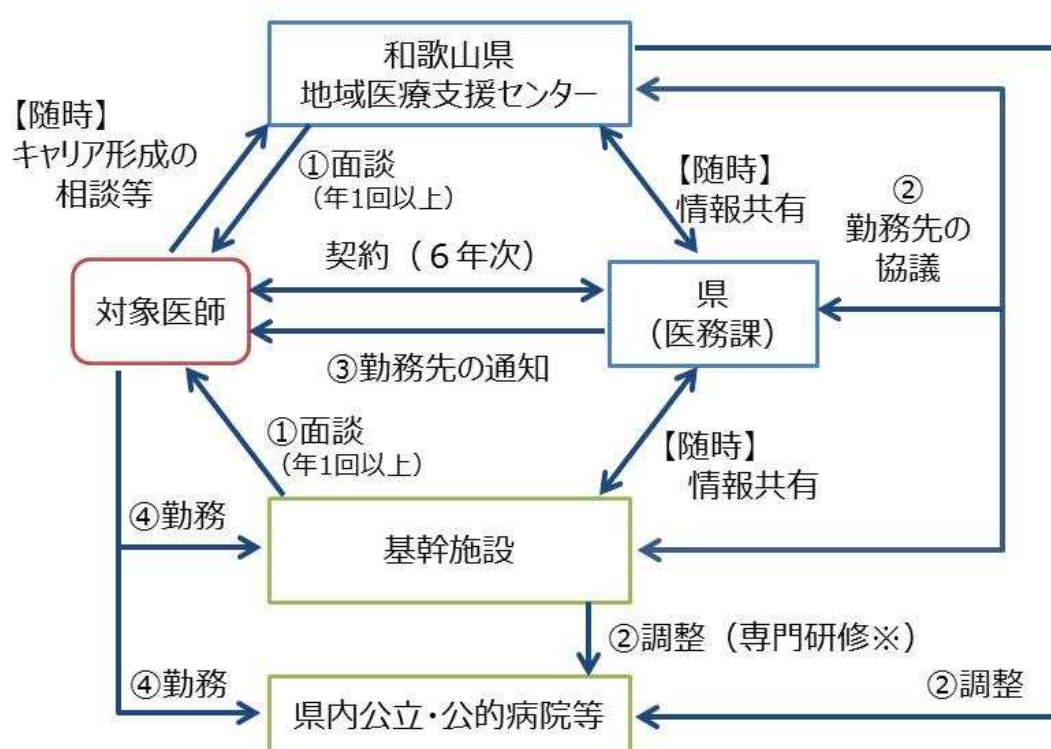 和歌山県
地域医療支援センター
【随時】
キャリア形成の
相談等
①面談
(年1回以上)
【随時】
情報共有
②
勤務先の
協議
契約（６年次）
対象医師
県
（医務課）
③勤務先の通知
①面談
(年1回以上)
【随時】
情報共有
④勤務
基幹施設
②調整（専門研修※）
④勤務
県内公立・公的病院等
②調整